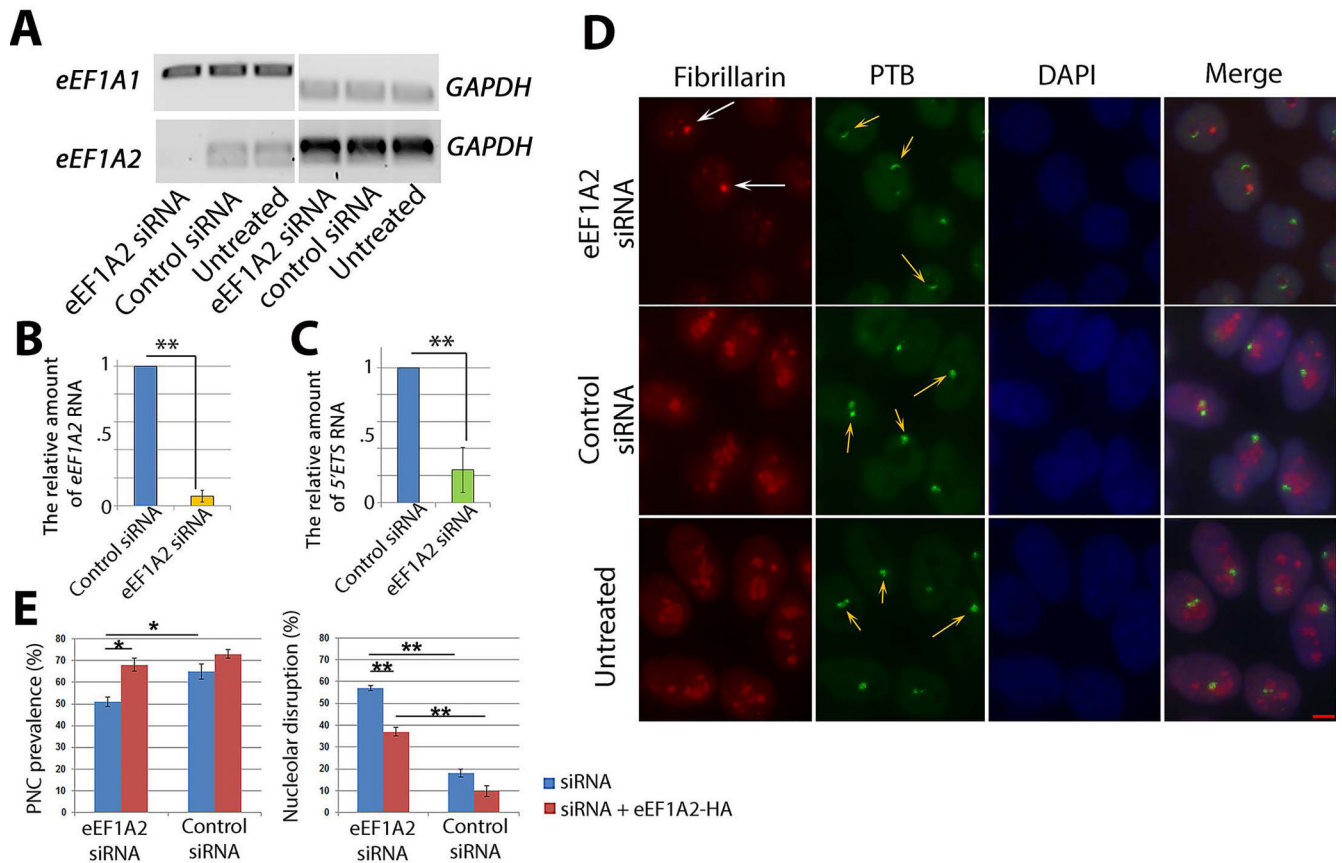 A
eEF1A1
GAPDH
eEF1A2
GAPDH
eEF1A2 siRNA
Control siRNA
Untreated
eEF1A2 siRNA
control siRNA
Untreated
B
The relative amount
of eEF1A2 RNA
1
.5
0
**
Control siRNA
eEF1A2 siRNA
C
The relative amount
of 5'ETS RNA
1
.5
0
**
Control siRNA
eEF1A2 siRNA
D
Fibrillarin
PTB
DAPI
Merge
eEF1A2
siRNA
Control
siRNA
Untreated
E
PNC prevalence (%)
80
70
60
50
40
30
20
10
0
*
*
eEF1A2
siRNA
Control
siRNA
Nucleolar disruption (%)
80
70
60
50
40
30
20
10
0
**
**
**
eEF1A2
siRNA
Control
siRNA
siRNA
siRNA + eEF1A2-HA